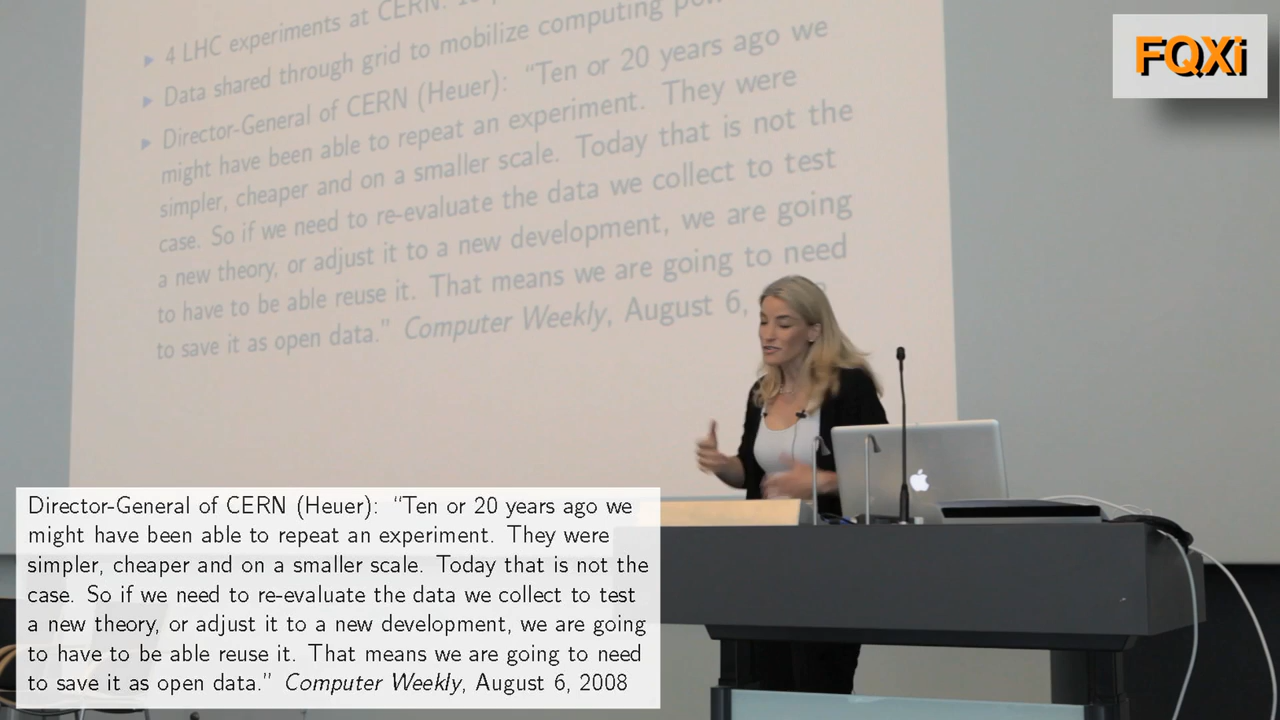 4 LHC experiments at CERN:
Data shared through grid to mobilize computing
Director-General of CERN (Heuer): “Ten or 20 years ago we
might have been able to repeat an experiment. They were
simpler, cheaper and on a smaller scale. Today that is not the
case. So if we need to re-evaluate the data we collect to test
a new theory, or adjust it to a new development, we are going
to have to be able reuse it. That means we are going to need
to save it as open data.” Computer Weekly, August 6,
FQXi
Director-General of CERN (Heuer): “Ten or 20 years ago we
might have been able to repeat an experiment. They were
simpler, cheaper and on a smaller scale. Today that is not the
case. So if we need to re-evaluate the data we collect to test
a new theory, or adjust it to a new development, we are going
to have to be able reuse it. That means we are going to need
to save it as open data.” Computer Weekly, August 6, 2008